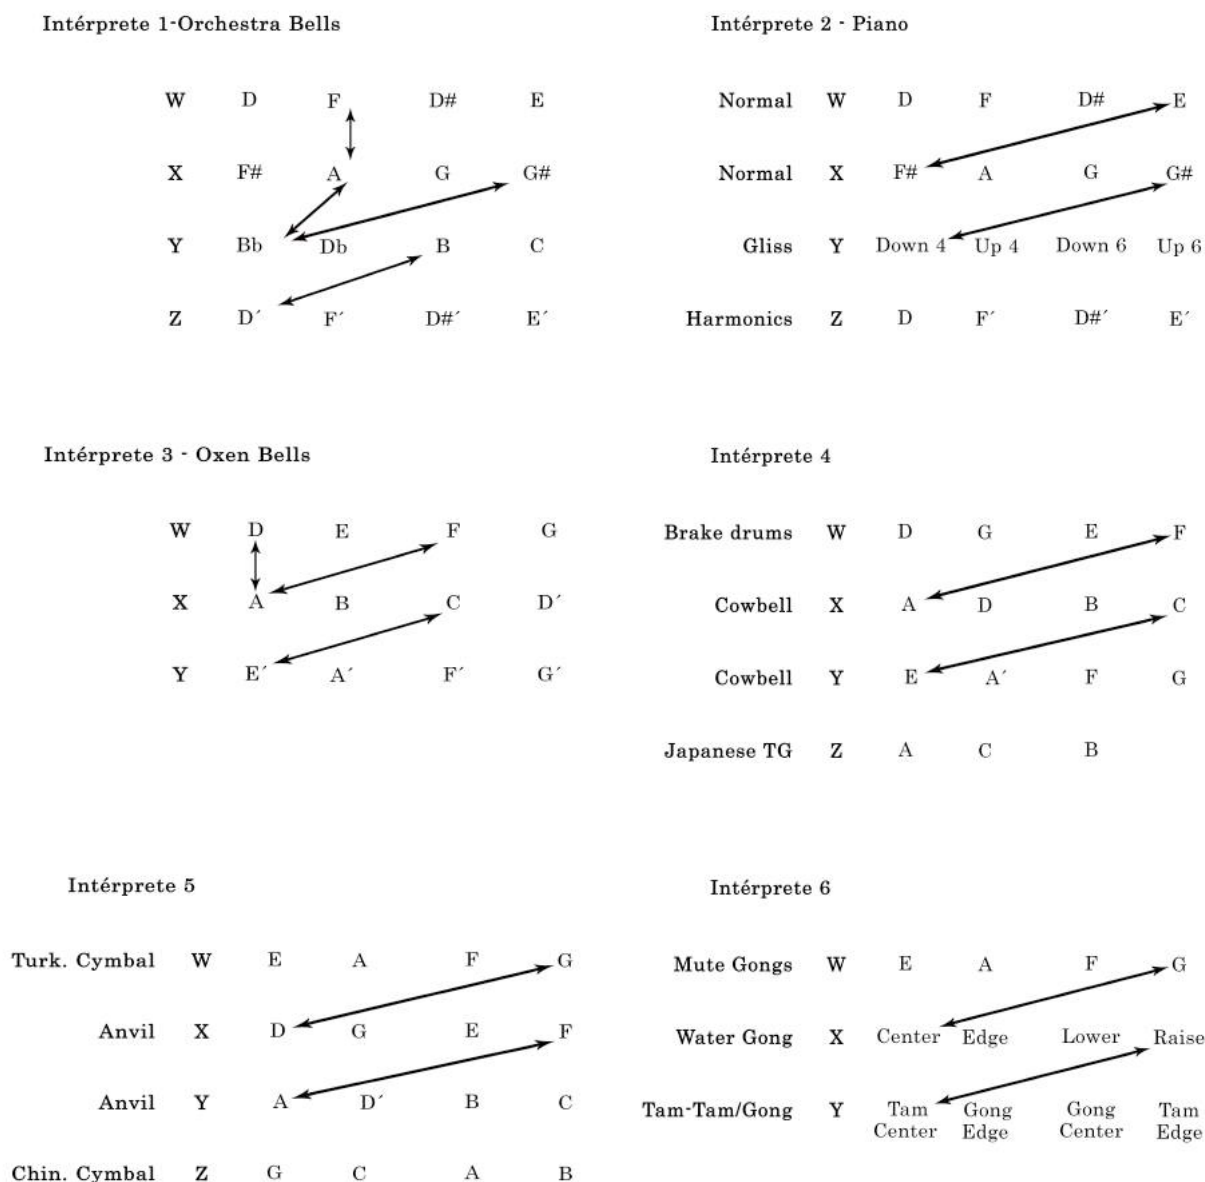 Intérprete 1-Orchestra Bells
W D F D# E
X F# A G G#
Y Bb Db B C
Z D´ F´ D#´ E´
Intérprete 2 - Piano
Normal W D F D# E
Normal X F# A G G#
Gliss Y Down 4 Up 4 Down 6 Up 6
Harmonics Z D F´ D#´ E´
Intérprete 3 - Oxen Bells
W D E F G
X A B C D´
Y E´ A´ F´ G´
Intérprete 4
Brake drums W D G E F
Cowbell X A D B C
Cowbell Y E A´ F G
Japanese TG Z A C B
Intérprete 5
Turk. Cymbal W E A F G
Anvil X D G E F
Anvil Y A D´ B C
Chin. Cymbal Z G C A B
Intérprete 6
Mute Gongs W E A F G
Water Gong X Center Edge Lower Raise
Tam-Tam/Gong Y Tam Gong Gong Tam
Center Edge Center Edge